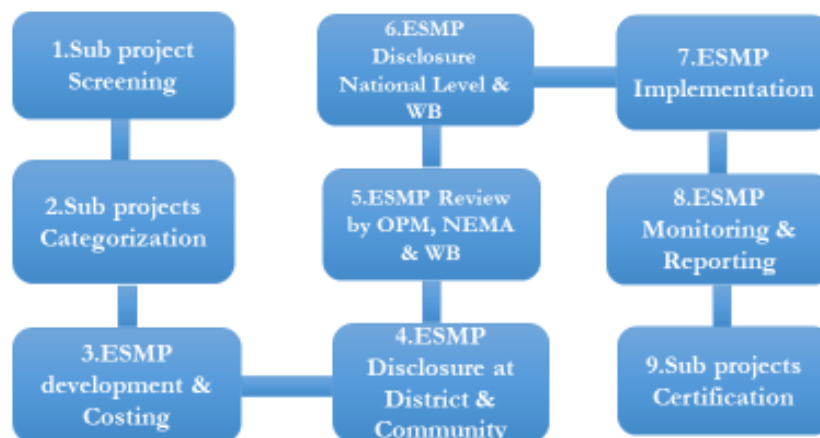 1.Sub project
Screening
2.Sub projects
Categorization
3.ESMP
development &
Costing
4.ESMP
Disclosure at
District &
Community
5.ESMP Review
by OPM, NEMA
& WB
6.ESMP
Disclosure
National Level &
WB
7.ESMP
Implementation
8.ESMP
Monitoring &
Reporting
9.Sub projects
Certification